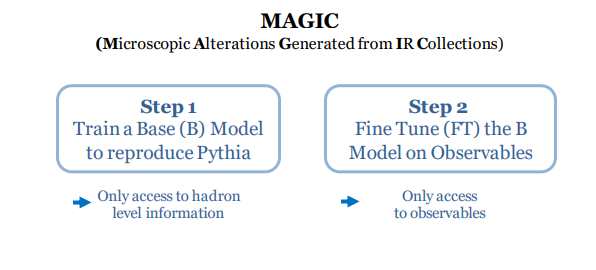 MAGIC
(Microscopic Alterations Generated from IR Collections)
Step 1
Train a Base (B) Model
to reproduce Pythia
Only access to hadron
level information
Step 2
Fine Tune (FT) the B
Model on Observables
Only access
to observables